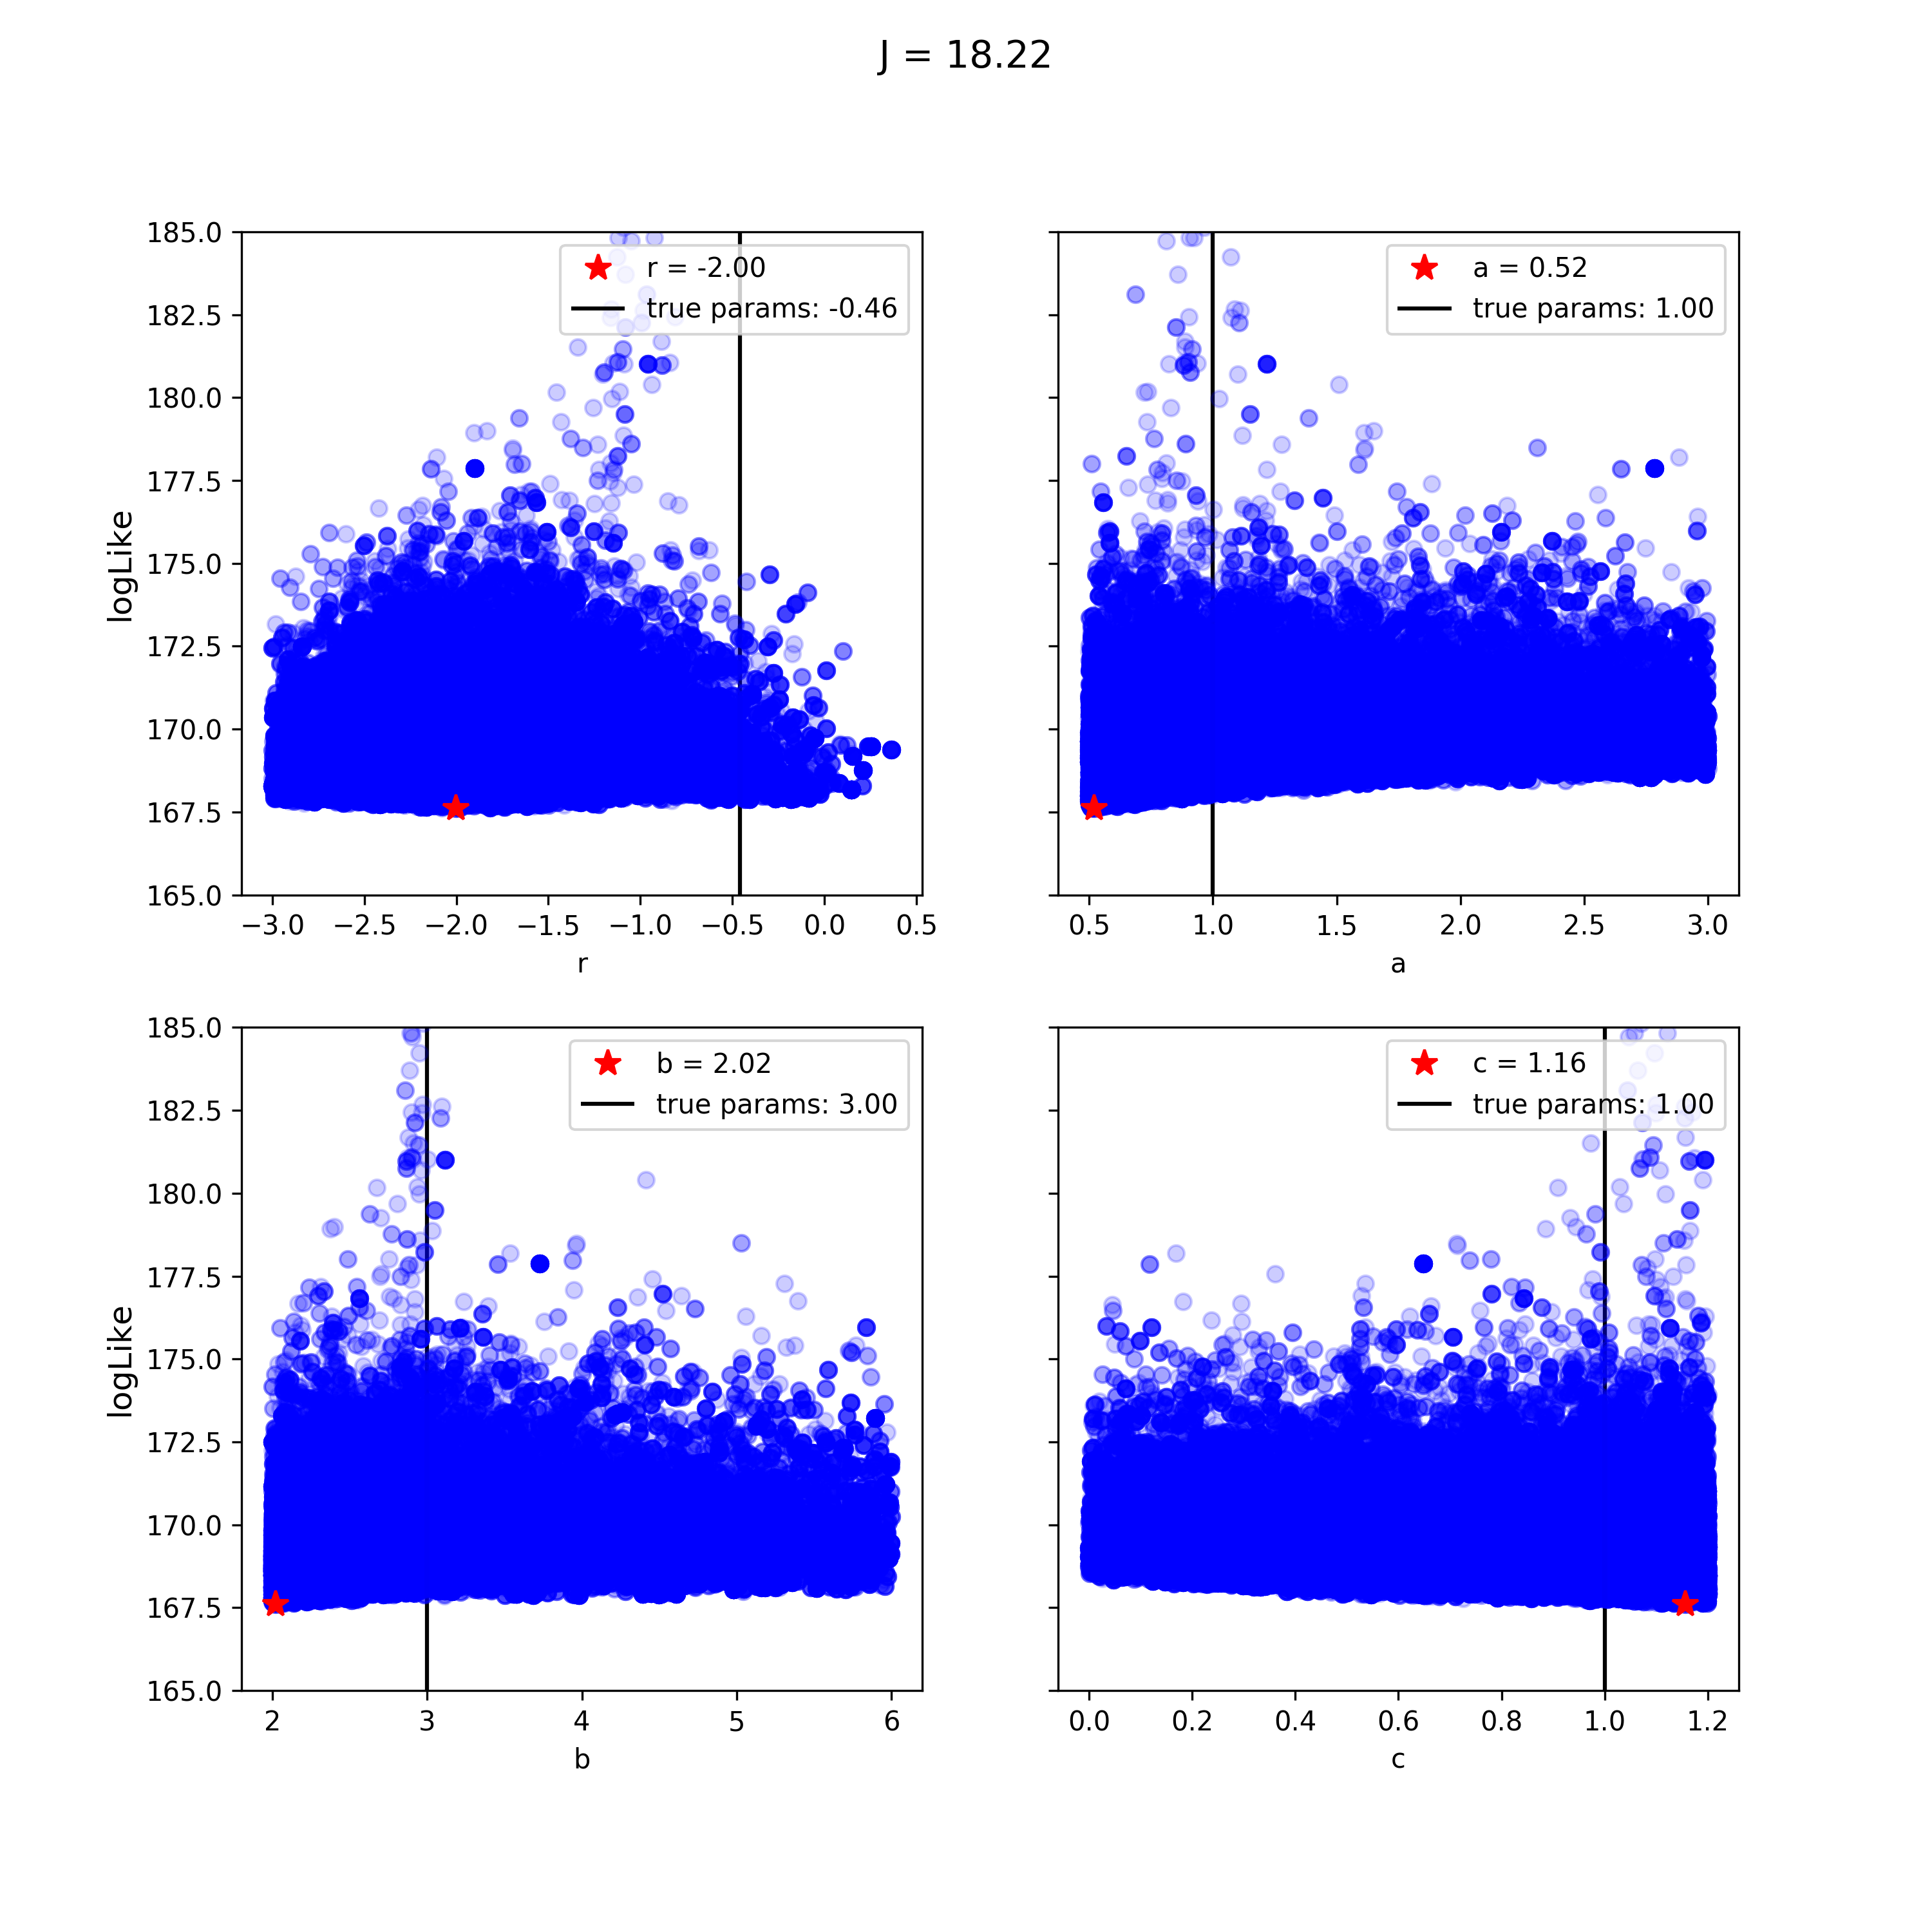 J = 18.22
185.0
182.5
180.0
177.5
175.0
172.5
170.0
167.5
165.0
logLike
r = -2.00
true params: -0.46
−3.0 −2.5 −2.0 −1.5 −1.0 −0.5 0.0 0.5
r
a = 0.52
true params: 1.00
0.5 1.0 1.5 2.0 2.5 3.0
a
185.0
182.5
180.0
177.5
175.0
172.5
170.0
167.5
165.0
logLike
b = 2.02
true params: 3.00
2 3 4 5 6
b
c = 1.16
true params: 1.00
0.0 0.2 0.4 0.6 0.8 1.0 1.2
c